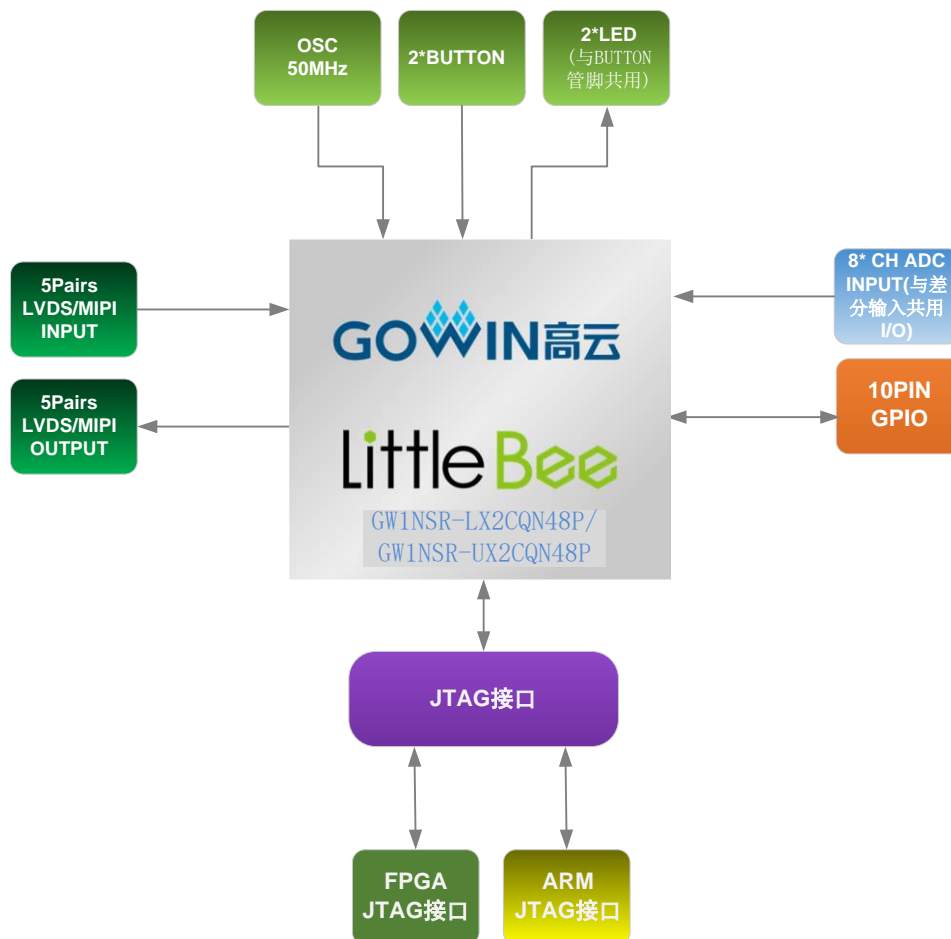 OSC
50MHz
2*BUTTON
2*LED
(与BUTTON
管脚共用)
5Pairs
LVDS/MIPI
INPUT
8* CH ADC
INPUT(与差
分输入共用
I/O)
GOWIN高云
5Pairs
LVDS/MIPI
OUTPUT
10PIN
GPIO
LittleBee
GW1NSR-LX2CQN48P/
GW1NSR-UX2CQN48P
JTAG接口
FPGA
JTAG接口
ARM
JTAG接口